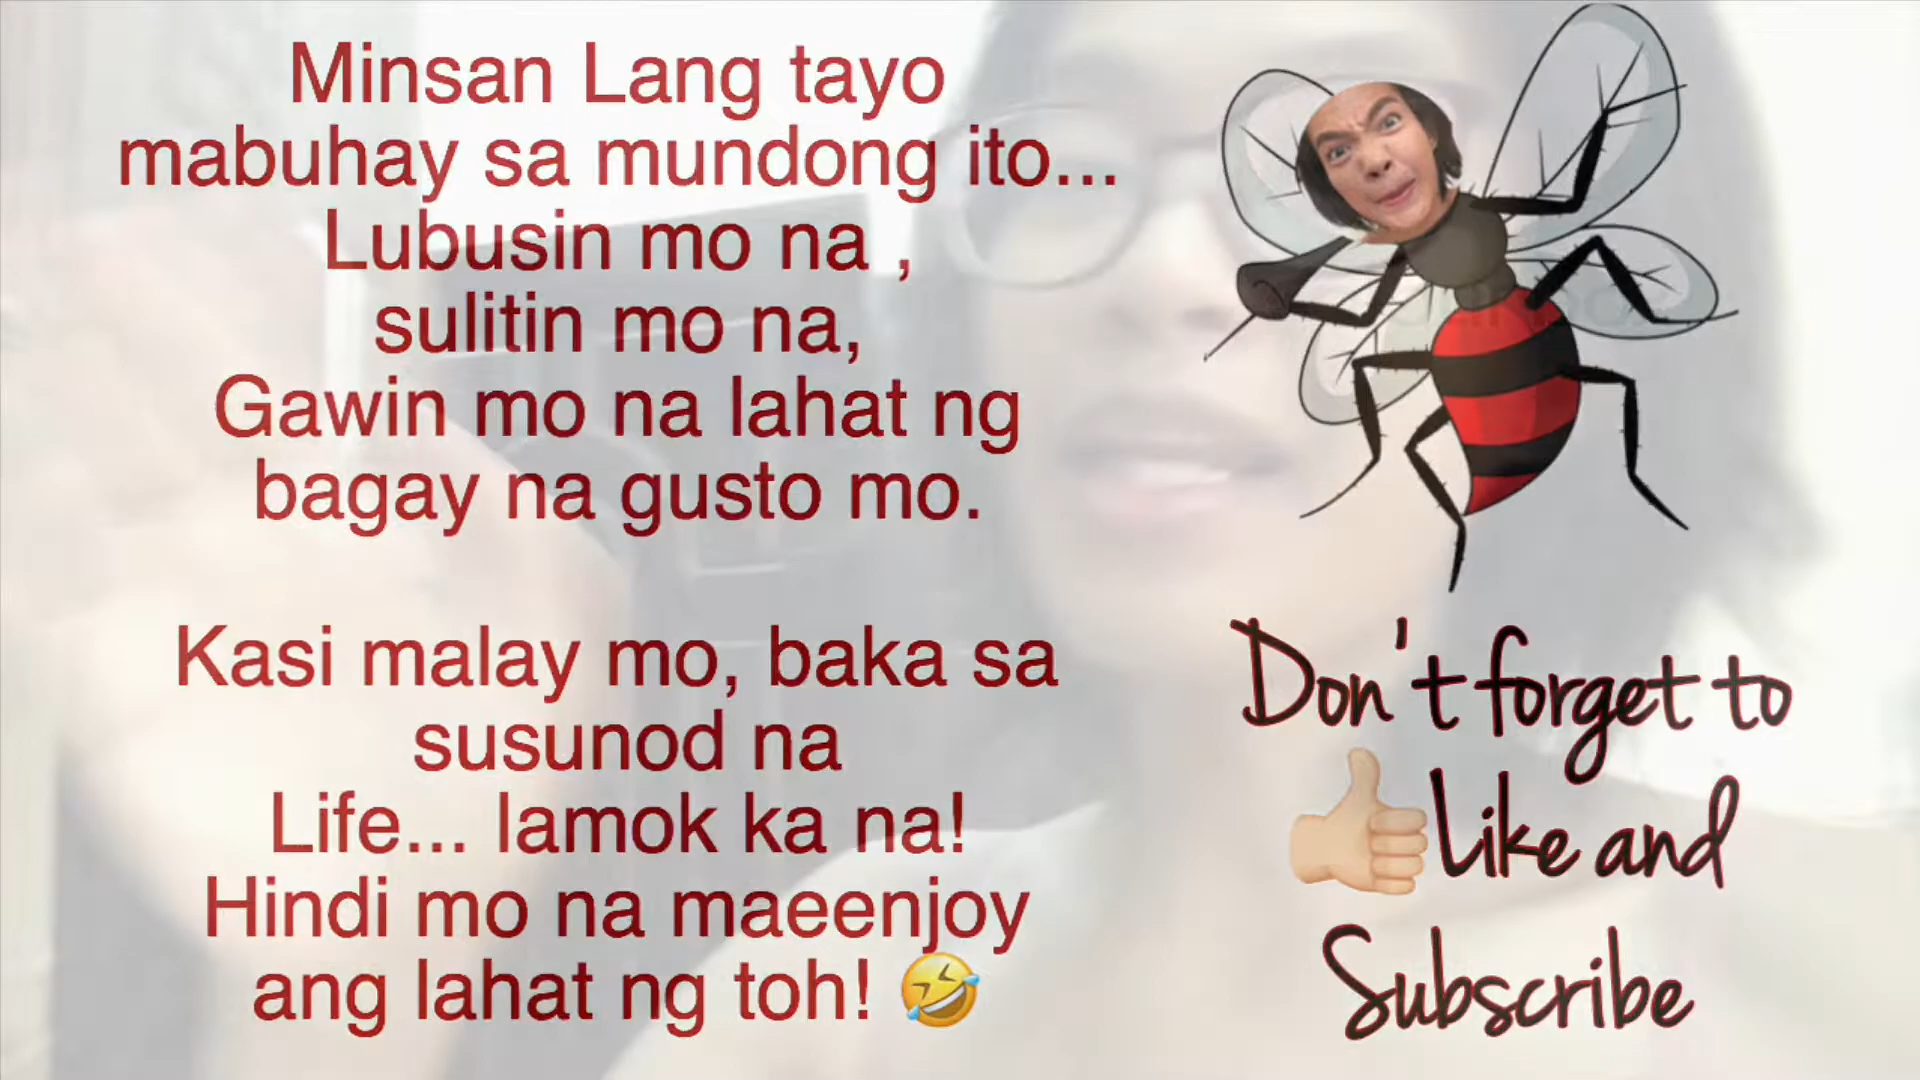 Minsan Lang tayo
mabuhay sa mundong ito...
Lubusin mo na ,
sulitin mo na,
Gawin mo na lahat ng
bagay na gusto mo.
Kasi malay mo, baka sa
susunod na
Life... lamok ka na!
Hindi mo na maeenjoy
ang lahat ng toh! 🤣
Don't forget to
👍🏼Like and
Subscribe